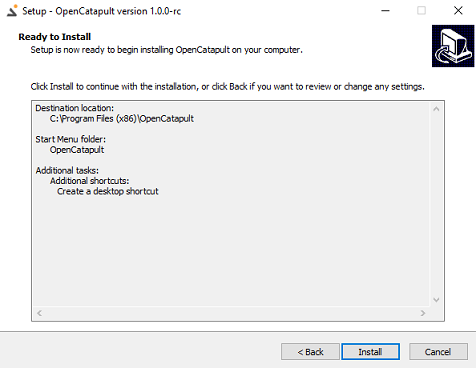 Setup - OpenCatapult version 1.0.0-rc
Ready to Install
Setup is now ready to begin installing OpenCatapult on your computer.
Click Install to continue with the installation, or click Back if you want to review or change any settings.
Destination location:
C:\Program Files (x86)\OpenCatapult
Start Menu folder:
OpenCatapult
Additional tasks:
Additional shortcuts:
Create a desktop shortcut
< Back
Install
Cancel